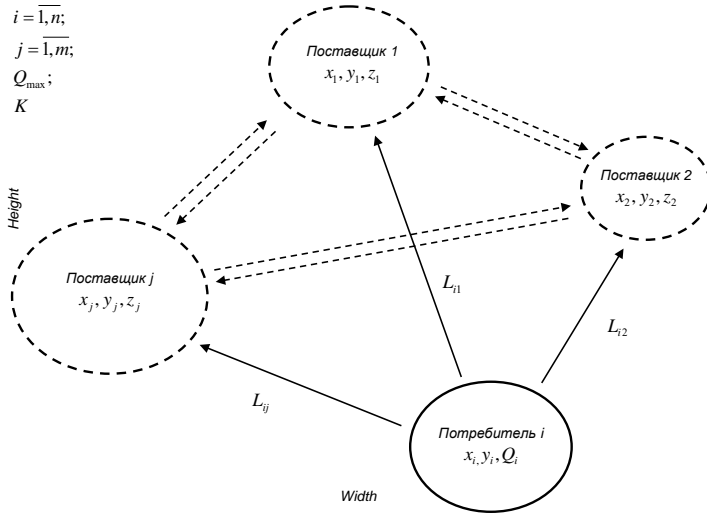 i = 1,n;
j = 1,m;
Q_max;
K
Поставщик 1
x_1, y_1, z_1
Поставщик 2
x_2, y_2, z_2
Height
Поставщик j
x_j, y_j, z_j
L_i1
L_i2
L_ij
Потребитель i
x_i, y_i, Q_i
Width